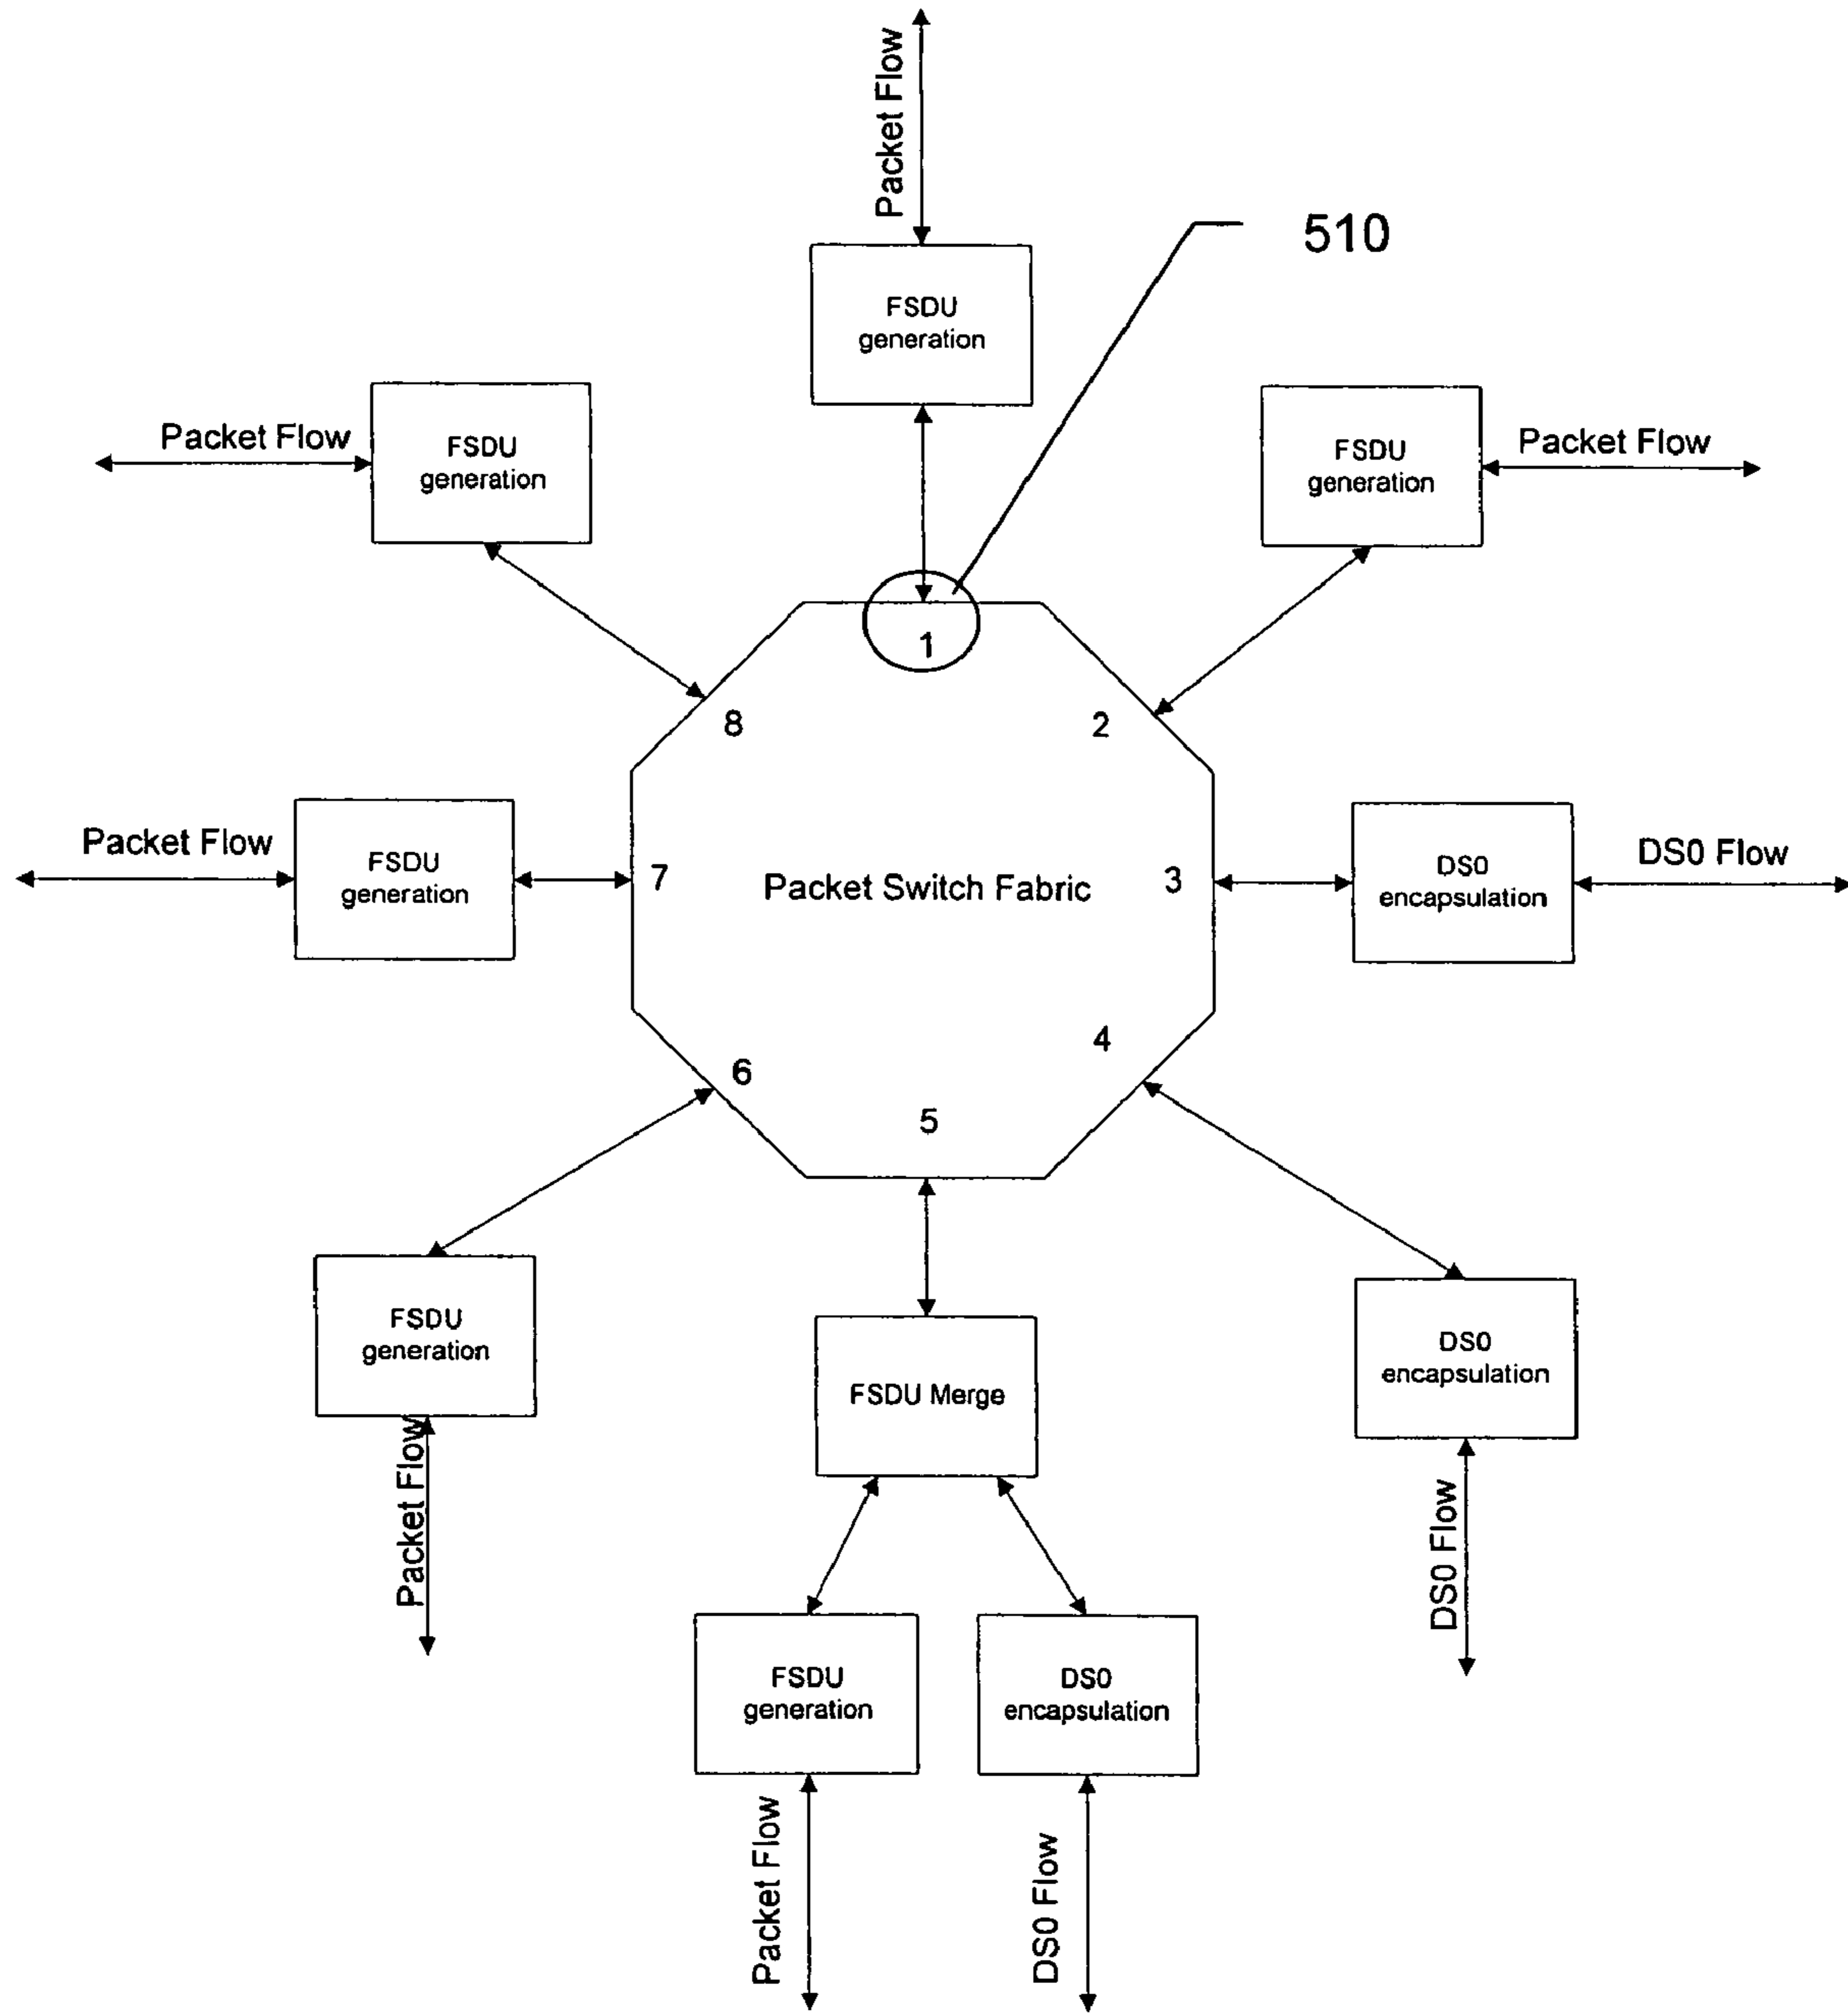 Packet Flow
510
FSDU
generation
Packet Flow
FSDU
generation
FSDU
generation
Packet Flow
1
8
2
Packet Flow
FSDU
generation
7
Packet Switch Fabric
3
DS0
encapsulation
DS0 Flow
6
4
5
FSDU
generation
Packet Flow
FSDU Merge
DS0
encapsulation
DS0 Flow
FSDU
generation
DS0
encapsulation
Packet Flow
DS0 Flow